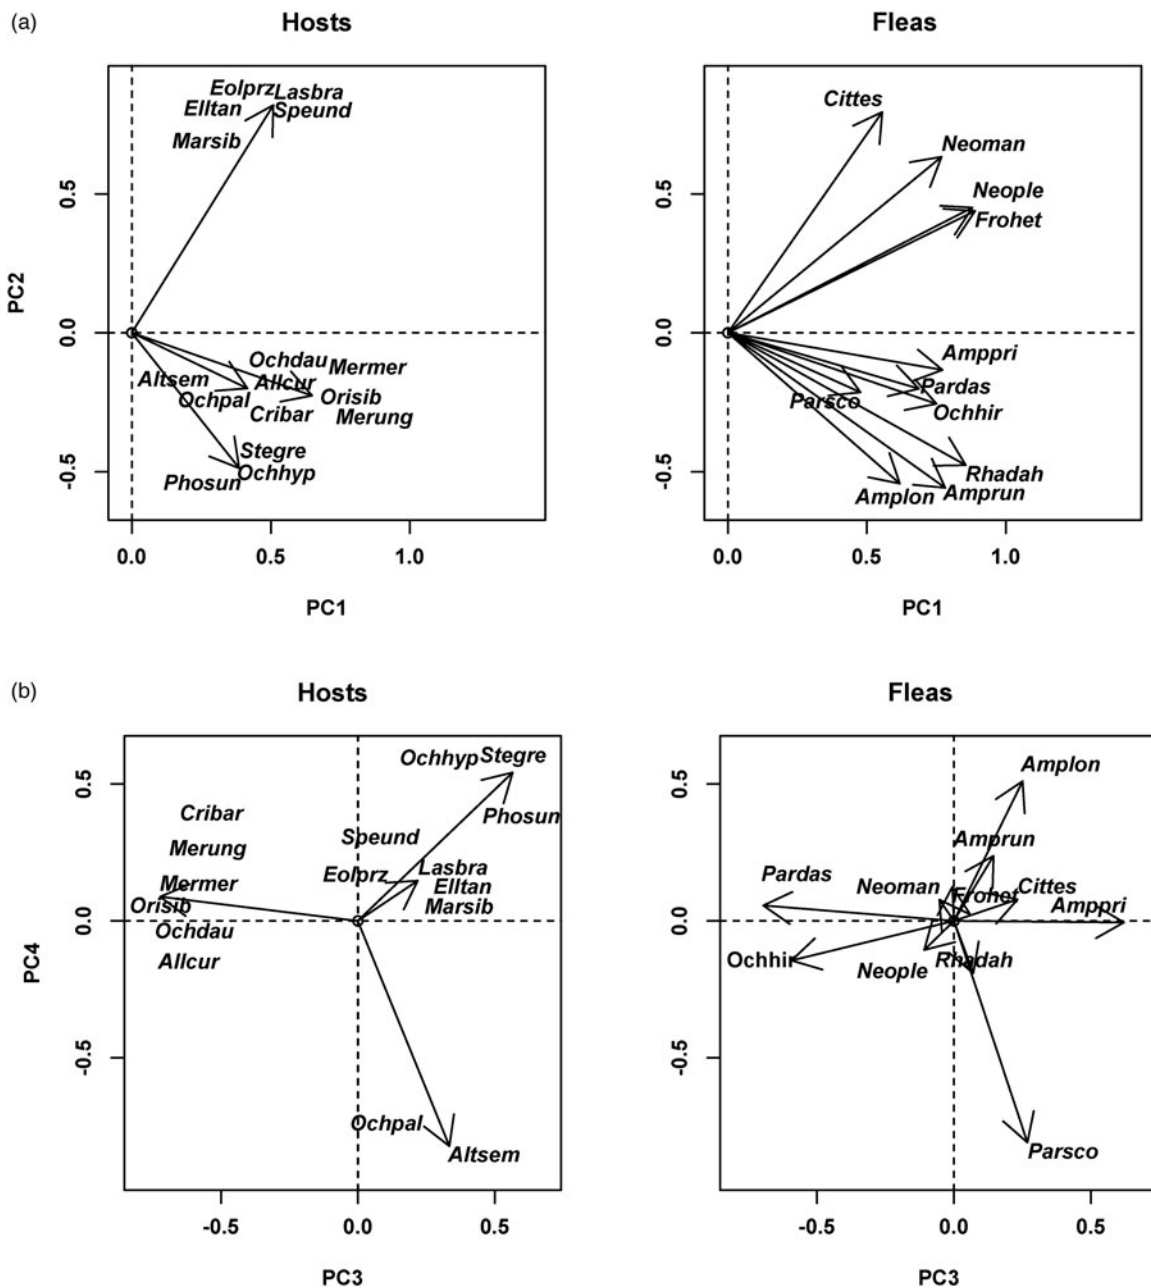 (a)
Hosts
Fleas
Eolprz
Lasbra
Elltan
Speund
Marsib
Cittes
Neoman
Neople
Frohet
0.5
0.5
PC2
0.0
0.0
Ochdau
Mermer
Altsem
Allcur
Orisib
Ochpal
Cribar
Merung
Stegre
Phosun
Ochhyp
Amppri
Parsco
Pardas
Ochhir
Rhadah
Amplon
Amprun
-0.5
-0.5
0.0
0.5
1.0
0.0
0.5
1.0
PC1
PC1
(b)
Hosts
Fleas
Ochhyp
Stegre
Cribar
Phosun
Speund
Merung
Eolprz
Lasbra
Mermer
Elltan
Orisib
Marsib
Ochdau
Allcur
Ochpal
Altsem
Amplon
Amprun
Pardas
Neoman
Frohet
Cittes
Amppri
Ochhir
Neople
Rhadah
Parsco
0.5
0.5
PC4
0.0
0.0
-0.5
-0.5
-0.5
0.0
0.5
-0.5
0.0
0.5
PC3
PC3